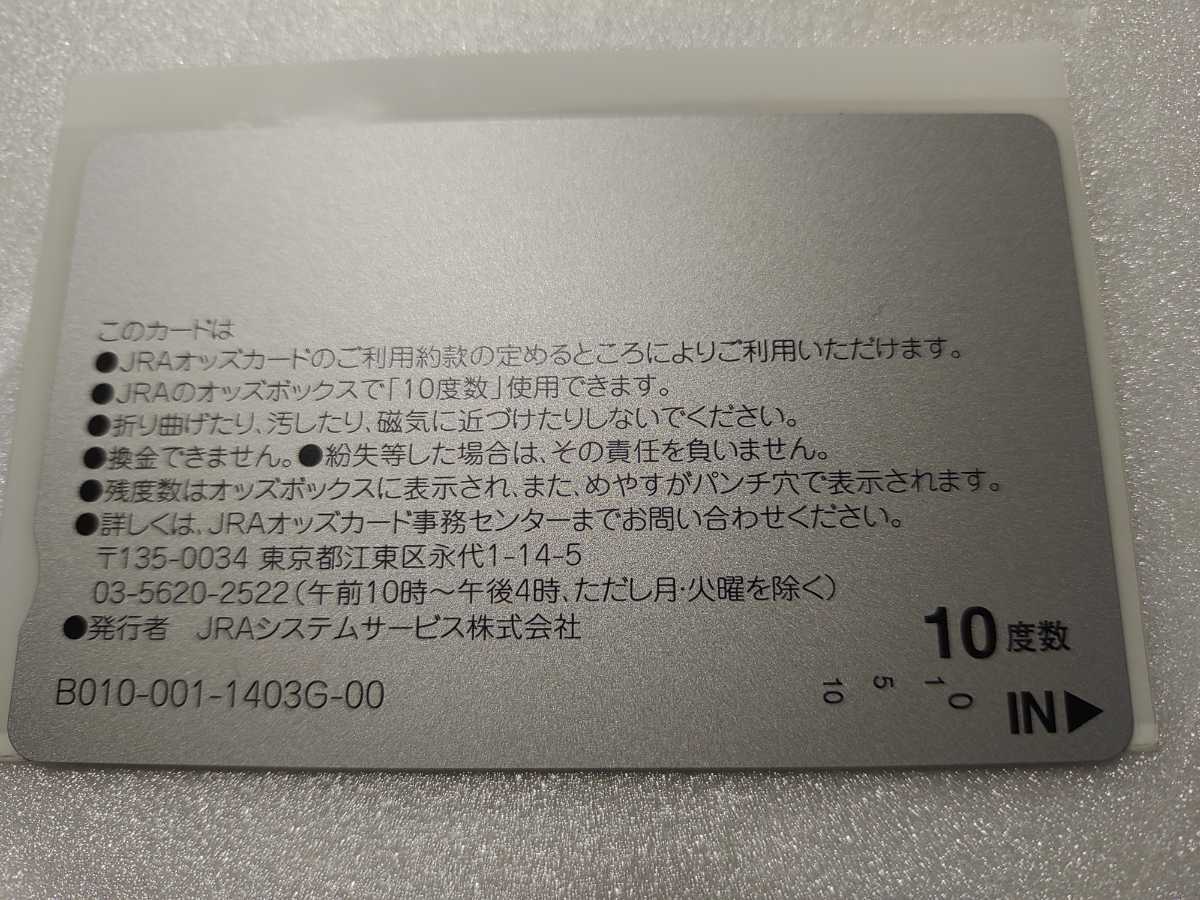 このカードは
●JRAオッズカードのご利用約款の定めるところによりご利用いただけます。
●JRAのオッズボックスで「10度数」使用できます。
●折り曲げたり、汚したり、磁気に近づけたりしないでください。
●換金できません。●紛失等した場合は、その責任を負いません。
●残度数はオッズボックスに表示され、また、めやすがパンチ穴で表示されます。
●詳しくは、JRAオッズカード事務センターまでお問い合わせください。
〒135-0034 東京都江東区永代1-14-5
03-5620-2522(午前10時〜午後4時、ただし月・火曜を除く)
●発行者 JRAシステムサービス株式会社
10度数
B010-001-1403G-00
10 5 1 0
IN▶